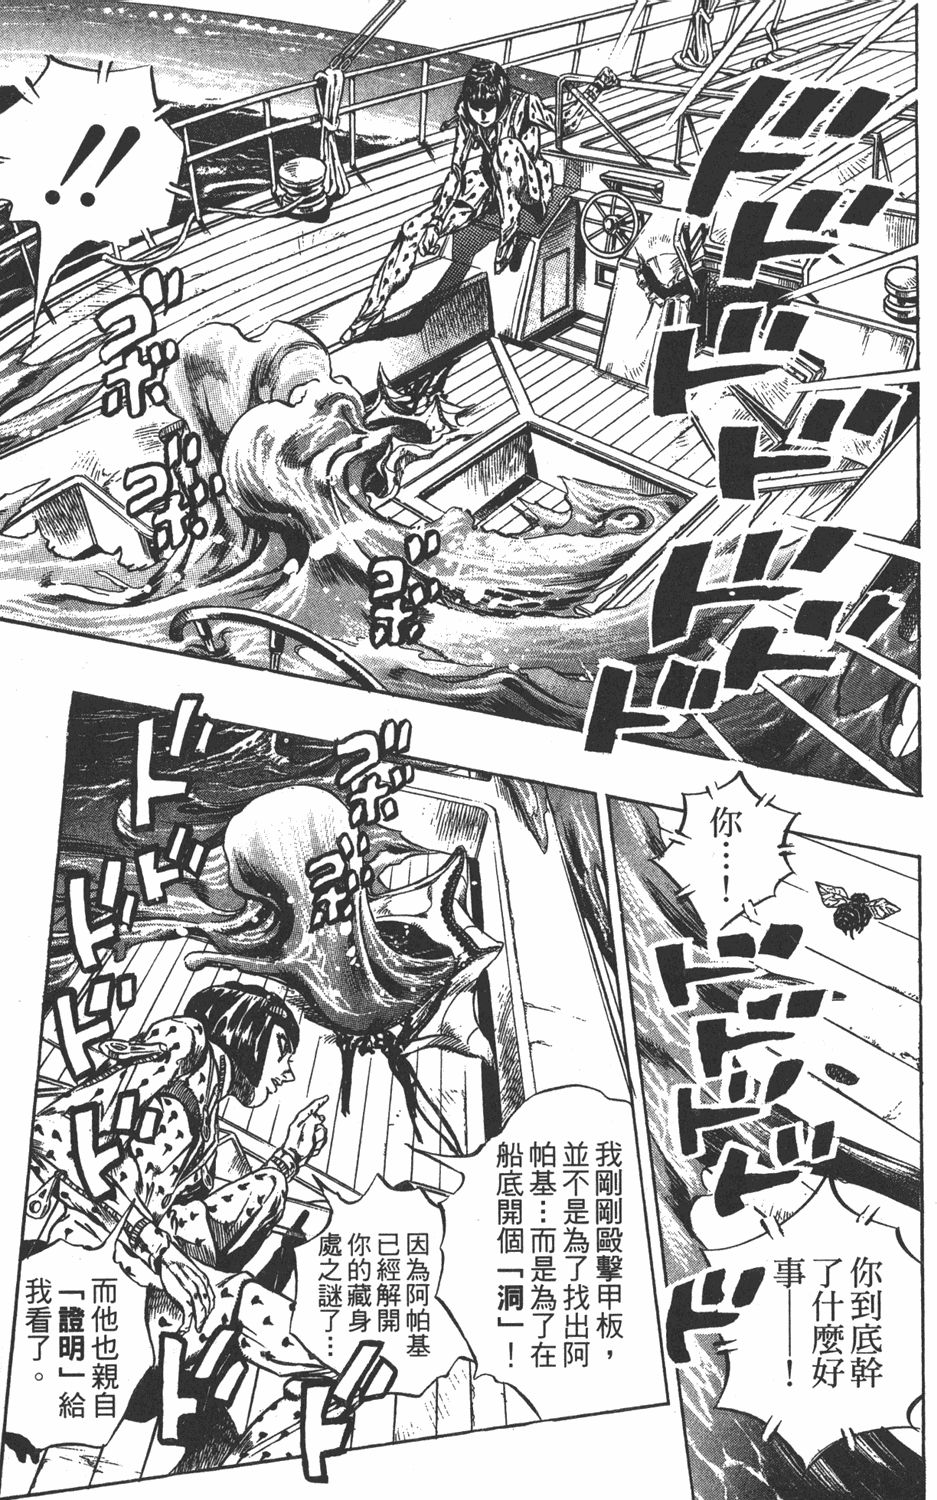 !!
ドドドドドドド
ゴボ
ゴボ
ゴボ
你……!
ドドドド
ド
你到底幹
了什麼好
事——!
我剛剛毆擊甲板,
並不是為了找出阿
帕基…而是為了在
船底開個「洞」!
因為阿帕基
已經解開
你的藏身
處之謎了…
而他也親自
「證明」給
我看了。
ゴボ
ゴボ
ドドドドドド